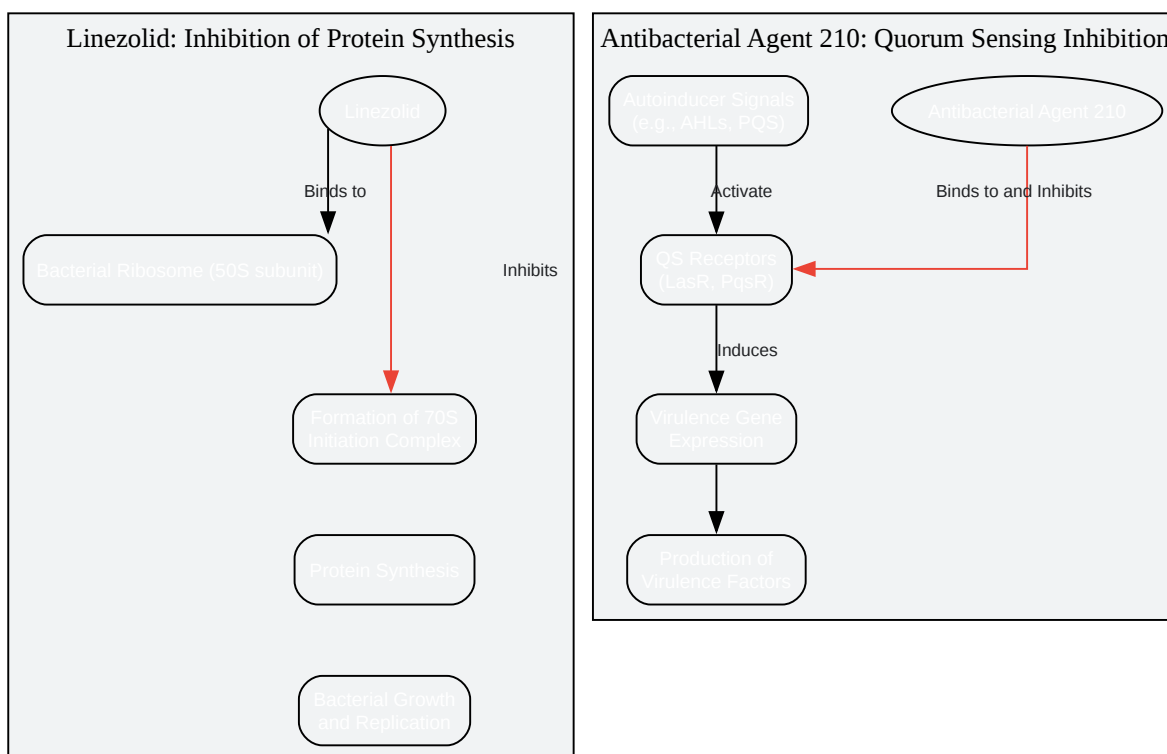 Linezolid: Inhibition of Protein Synthesis
Linezolid
Binds to
Bacterial Ribosome (50S subunit)
Inhibits
Formation of 70S
Initiation Complex
Protein Synthesis
Bacterial Growth
and Replication
Antibacterial Agent 210: Quorum Sensing Inhibition
Autoinducer Signals
(e.g., AHLs, PQS)
Antibacterial Agent 210
Activate
Binds to and Inhibits
QS Receptors
(LasR, PqsR)
Induces
Virulence Gene
Expression
Production of
Virulence Factors